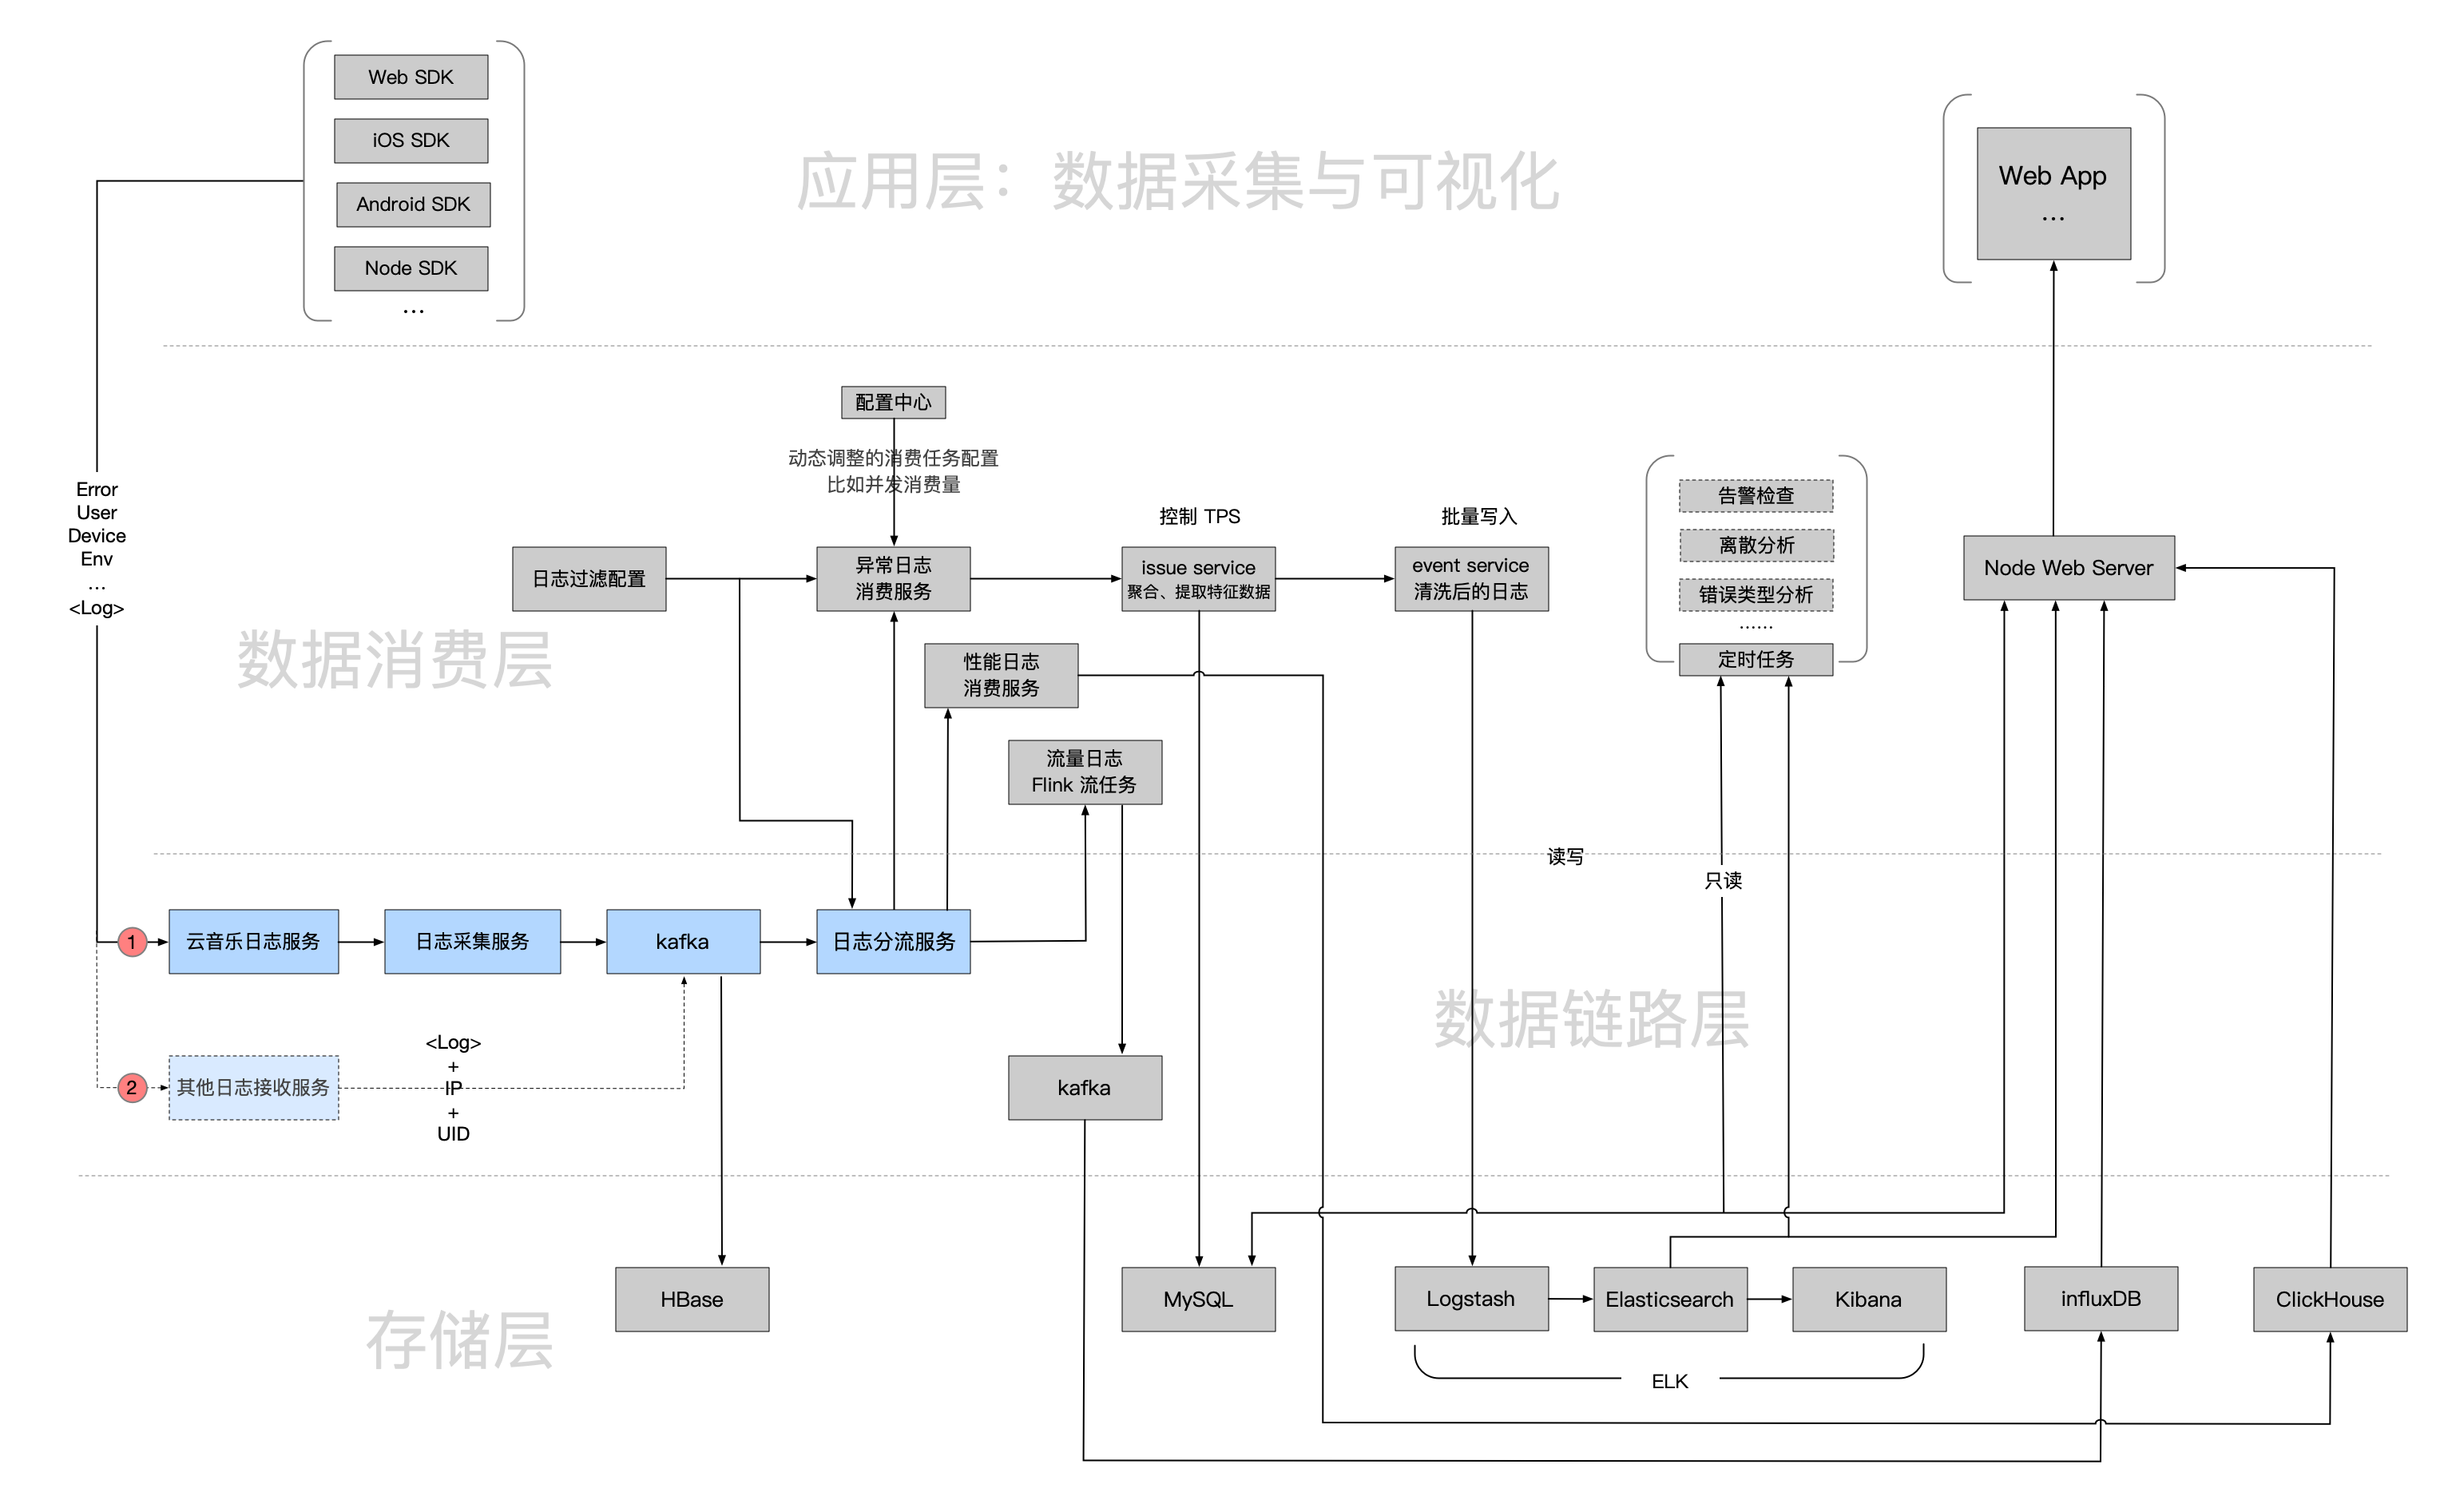 Web SDK
iOS SDK
Android SDK
Node SDK
...
应用层：数据采集与可视化
Web App
...
配置中心
动态调整的消费任务配置
比如并发消费量
Error
User
Device
Env
...
<Log>
控制 TPS
批量写入
日志过滤配置
异常日志
消费服务
issue service
聚合、提取特征数据
event service
清洗后的日志
告警检查
离散分析
错误类型分析
......
定时任务
Node Web Server
数据消费层
性能日志
消费服务
流量日志
Flink 流任务
读写
只读
1
云音乐日志服务
日志采集服务
kafka
日志分流服务
数据链路层
2
其他日志接收服务
<Log>
+
IP
+
UID
kafka
存储层
HBase
MySQL
Logstash
Elasticsearch
Kibana
influxDB
ClickHouse
ELK